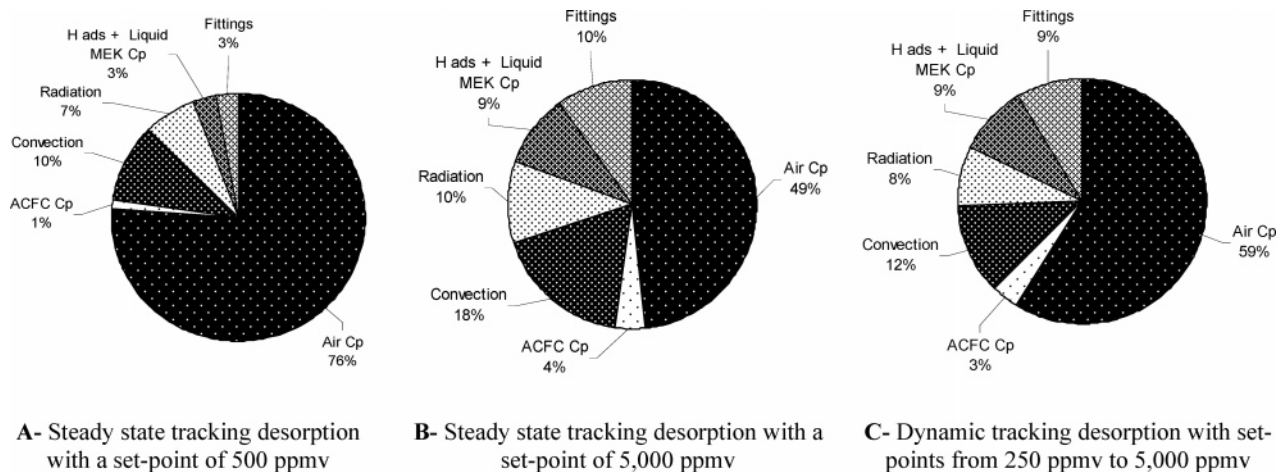 Fittings
3%
H ads + Liquid
MEK Cp
3%
Radiation
7%
Convection
10%
ACFC Cp
1%
Air Cp
76%
A- Steady state tracking desorption
with a set-point of 500 ppmv
Fittings
10%
H ads + Liquid
MEK Cp
9%
Radiation
10%
Convection
18%
ACFC Cp
4%
Air Cp
49%
B- Steady state tracking desorption with a
set-point of 5,000 ppmv
Fittings
9%
H ads + Liquid
MEK Cp
9%
Radiation
8%
Convection
12%
ACFC Cp
3%
Air Cp
59%
C- Dynamic tracking desorption with set-
points from 250 ppmv to 5,000 ppmv